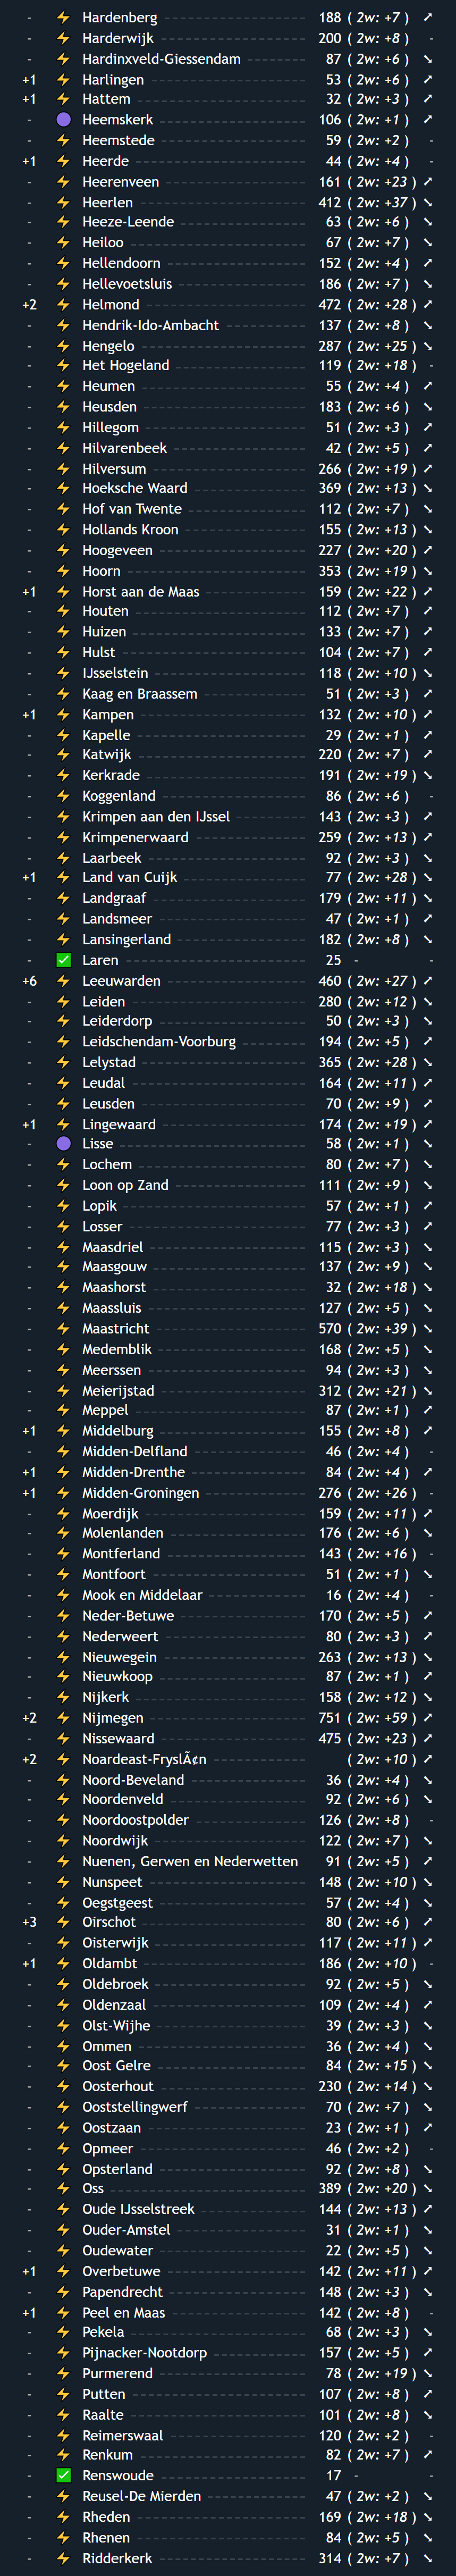 - ⚡ Hardenberg 188 ( 2w: +7 ) ➚
- ⚡ Harderwijk 200 ( 2w: +8 ) -
- ⚡ Hardinxveld-Giessendam 87 ( 2w: +6 ) ➘
+1 ⚡ Harlingen 53 ( 2w: +6 ) ➚
+1 ⚡ Hattem 32 ( 2w: +3 ) ➚
- 🟣 Heemskerk 106 ( 2w: +1 ) ➚
- ⚡ Heemstede 59 ( 2w: +2 ) -
+1 ⚡ Heerde 44 ( 2w: +4 ) -
- ⚡ Heerenveen 161 ( 2w: +23 ) ➚
- ⚡ Heerlen 412 ( 2w: +37 ) ➘
- ⚡ Heeze-Leende 63 ( 2w: +6 ) ➘
- ⚡ Heiloo 67 ( 2w: +7 ) ➘
- ⚡ Hellendoorn 152 ( 2w: +4 ) ➚
- ⚡ Hellevoetsluis 186 ( 2w: +7 ) ➘
+2 ⚡ Helmond 472 ( 2w: +28 ) ➚
- ⚡ Hendrik-Ido-Ambacht 137 ( 2w: +8 ) ➘
- ⚡ Hengelo 287 ( 2w: +25 ) ➘
- ⚡ Het Hogeland 119 ( 2w: +18 ) -
- ⚡ Heumen 55 ( 2w: +4 ) ➚
- ⚡ Heusden 183 ( 2w: +6 ) ➘
- ⚡ Hillegom 51 ( 2w: +3 ) ➚
- ⚡ Hilvarenbeek 42 ( 2w: +5 ) ➚
- ⚡ Hilversum 266 ( 2w: +19 ) ➚
- ⚡ Hoeksche Waard 369 ( 2w: +13 ) ➘
- ⚡ Hof van Twente 112 ( 2w: +7 ) ➘
- ⚡ Hollands Kroon 155 ( 2w: +13 ) ➘
- ⚡ Hoogeveen 227 ( 2w: +20 ) ➚
- ⚡ Hoorn 353 ( 2w: +19 ) ➘
+1 ⚡ Horst aan de Maas 159 ( 2w: +22 ) ➚
- ⚡ Houten 112 ( 2w: +7 ) ➚
- ⚡ Huizen 133 ( 2w: +7 ) ➚
- ⚡ Hulst 104 ( 2w: +7 ) ➚
- ⚡ IJsselstein 118 ( 2w: +10 ) ➘
- ⚡ Kaag en Braassem 51 ( 2w: +3 ) ➚
+1 ⚡ Kampen 132 ( 2w: +10 ) ➚
- ⚡ Kapelle 29 ( 2w: +1 ) ➚
- ⚡ Katwijk 220 ( 2w: +7 ) ➚
- ⚡ Kerkrade 191 ( 2w: +19 ) ➘
- ⚡ Koggenland 86 ( 2w: +6 ) -
- ⚡ Krimpen aan den IJssel 143 ( 2w: +3 ) ➚
- ⚡ Krimpenerwaard 259 ( 2w: +13 ) ➚
- ⚡ Laarbeek 92 ( 2w: +3 ) ➘
+1 ⚡ Land van Cuijk 77 ( 2w: +28 ) ➘
- ⚡ Landgraaf 179 ( 2w: +11 ) ➘
- ⚡ Landsmeer 47 ( 2w: +1 ) ➚
- ⚡ Lansingerland 182 ( 2w: +8 ) ➘
- ✅ Laren 25 - -
+6 ⚡ Leeuwarden 460 ( 2w: +27 ) ➚
- ⚡ Leiden 280 ( 2w: +12 ) ➘
- ⚡ Leiderdorp 50 ( 2w: +3 ) ➘
- ⚡ Leidschendam-Voorburg 194 ( 2w: +5 ) ➚
- ⚡ Lelystad 365 ( 2w: +28 ) ➘
- ⚡ Leudal 164 ( 2w: +11 ) ➚
- ⚡ Leusden 70 ( 2w: +9 ) ➚
+1 ⚡ Lingewaard 174 ( 2w: +19 ) ➚
- 🟣 Lisse 58 ( 2w: +1 ) ➘
- ⚡ Lochem 80 ( 2w: +7 ) ➘
- ⚡ Loon op Zand 111 ( 2w: +9 ) ➘
- ⚡ Lopik 57 ( 2w: +1 ) ➚
- ⚡ Losser 77 ( 2w: +3 ) ➚
- ⚡ Maasdriel 115 ( 2w: +3 ) ➘
- ⚡ Maasgouw 137 ( 2w: +9 ) ➘
- ⚡ Maashorst 32 ( 2w: +18 ) ➘
- ⚡ Maassluis 127 ( 2w: +5 ) ➘
- ⚡ Maastricht 570 ( 2w: +39 ) ➘
- ⚡ Medemblik 168 ( 2w: +5 ) ➘
- ⚡ Meerssen 94 ( 2w: +3 ) ➘
- ⚡ Meierijstad 312 ( 2w: +21 ) ➘
- ⚡ Meppel 87 ( 2w: +1 ) ➚
+1 ⚡ Middelburg 155 ( 2w: +8 ) ➚
- ⚡ Midden-Delfland 46 ( 2w: +4 ) -
+1 ⚡ Midden-Drenthe 84 ( 2w: +4 ) ➚
+1 ⚡ Midden-Groningen 276 ( 2w: +26 ) -
- ⚡ Moerdijk 159 ( 2w: +11 ) ➚
- ⚡ Molenlanden 176 ( 2w: +6 ) ➘
- ⚡ Montferland 143 ( 2w: +16 ) -
- ⚡ Montfoort 51 ( 2w: +1 ) ➘
- ⚡ Mook en Middelaar 16 ( 2w: +4 ) -
- ⚡ Neder-Betuwe 170 ( 2w: +5 ) ➚
- ⚡ Nederweert 80 ( 2w: +3 ) ➚
- ⚡ Nieuwegein 263 ( 2w: +13 ) ➘
- ⚡ Nieuwkoop 87 ( 2w: +1 ) ➚
- ⚡ Nijkerk 158 ( 2w: +12 ) ➘
+2 ⚡ Nijmegen 751 ( 2w: +59 ) ➚
- ⚡ Nissewaard 475 ( 2w: +23 ) ➚
+2 ⚡ Noardeast-FryslÃ¢n ( 2w: +10 ) ➚
- ⚡ Noord-Beveland 36 ( 2w: +4 ) ➘
- ⚡ Noordenveld 92 ( 2w: +6 ) ➘
- ⚡ Noordoostpolder 126 ( 2w: +8 ) -
- ⚡ Noordwijk 122 ( 2w: +7 ) ➘
- ⚡ Nuenen, Gerwen en Nederwetten 91 ( 2w: +5 ) ➚
- ⚡ Nunspeet 148 ( 2w: +10 ) ➘
- ⚡ Oegstgeest 57 ( 2w: +4 ) ➘
+3 ⚡ Oirschot 80 ( 2w: +6 ) ➚
- ⚡ Oisterwijk 117 ( 2w: +11 ) ➚
+1 ⚡ Oldambt 186 ( 2w: +10 ) -
- ⚡ Oldebroek 92 ( 2w: +5 ) ➘
- ⚡ Oldenzaal 109 ( 2w: +4 ) ➚
- ⚡ Olst-Wijhe 39 ( 2w: +3 ) ➘
- ⚡ Ommen 36 ( 2w: +4 ) ➘
- ⚡ Oost Gelre 84 ( 2w: +15 ) ➘
- ⚡ Oosterhout 230 ( 2w: +14 ) ➘
- ⚡ Ooststellingwerf 70 ( 2w: +7 ) ➘
- ⚡ Oostzaan 23 ( 2w: +1 ) ➚
- ⚡ Opmeer 46 ( 2w: +2 ) -
- ⚡ Opsterland 92 ( 2w: +8 ) ➘
- ⚡ Oss 389 ( 2w: +20 ) ➘
- ⚡ Oude IJsselstreek 144 ( 2w: +13 ) ➚
- ⚡ Ouder-Amstel 31 ( 2w: +1 ) ➘
- ⚡ Oudewater 22 ( 2w: +5 ) ➘
+1 ⚡ Overbetuwe 142 ( 2w: +11 ) ➚
- ⚡ Papendrecht 148 ( 2w: +3 ) ➘
+1 ⚡ Peel en Maas 142 ( 2w: +8 ) -
- ⚡ Pekela 68 ( 2w: +3 ) ➘
- ⚡ Pijnacker-Nootdorp 157 ( 2w: +5 ) ➚
- ⚡ Purmerend 78 ( 2w: +19 ) ➘
- ⚡ Putten 107 ( 2w: +8 ) ➚
- ⚡ Raalte 101 ( 2w: +8 ) ➘
- ⚡ Reimerswaal 120 ( 2w: +2 ) -
- ⚡ Renkum 82 ( 2w: +7 ) ➚
- ✅ Renswoude 17 - -
- ⚡ Reusel-De Mierden 47 ( 2w: +2 ) ➘
- ⚡ Rheden 169 ( 2w: +18 ) ➘
- ⚡ Rhenen 84 ( 2w: +5 ) ➘
- ⚡ Ridderkerk 314 ( 2w: +7 ) ➘